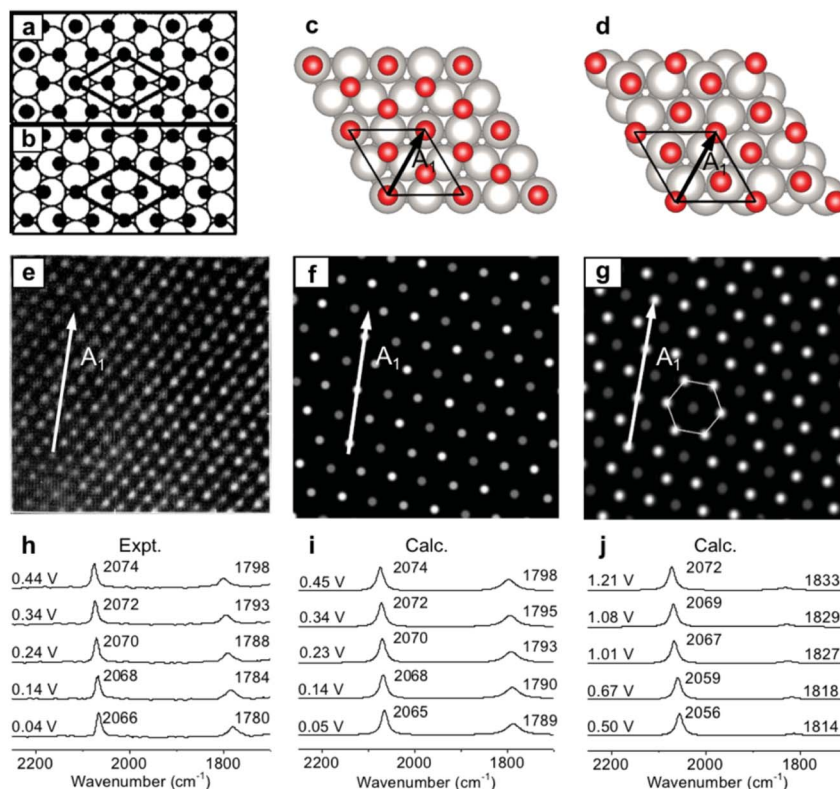 a
b
c
A1
d
A1
e
A1
f
A1
g
A1
h Expt.
0.44 V 2074 1798
0.34 V 2072 1793
0.24 V 2070 1788
0.14 V 2068 1784
0.04 V 2066 1780
2200 2000 1800
Wavenumber (cm⁻¹)
i Calc.
0.45 V 2074 1798
0.34 V 2072 1795
0.23 V 2070 1793
0.14 V 2068 1790
0.05 V 2065 1789
2200 2000 1800
Wavenumber (cm⁻¹)
j Calc.
1.21 V 2072 1833
1.08 V 2069 1829
1.01 V 2067 1827
0.67 V 2059 1818
0.50 V 2056 1814
2200 2000 1800
Wavenumber (cm⁻¹)